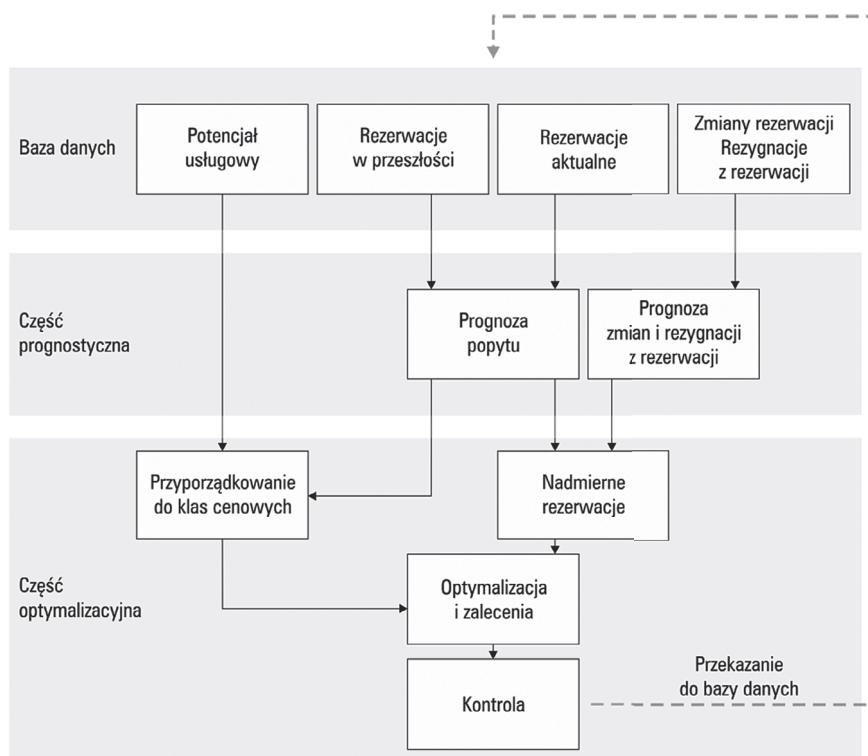 Baza danych
Potencjał
usługowy
Rezerwacje
w przeszłości
Rezerwacje
aktualne
Zmiany rezerwacji
Rezygnacje
z rezerwacji
Część
prognostyczna
Prognoza
popytu
Prognoza
zmian i rezygnacji
z rezerwacji
Część
optymalizacyjna
Przyporządkowanie
do klas cenowych
Nadmierne
rezerwacje
Optymalizacja
i zalecenia
Kontrola
Przekazanie
do bazy danych